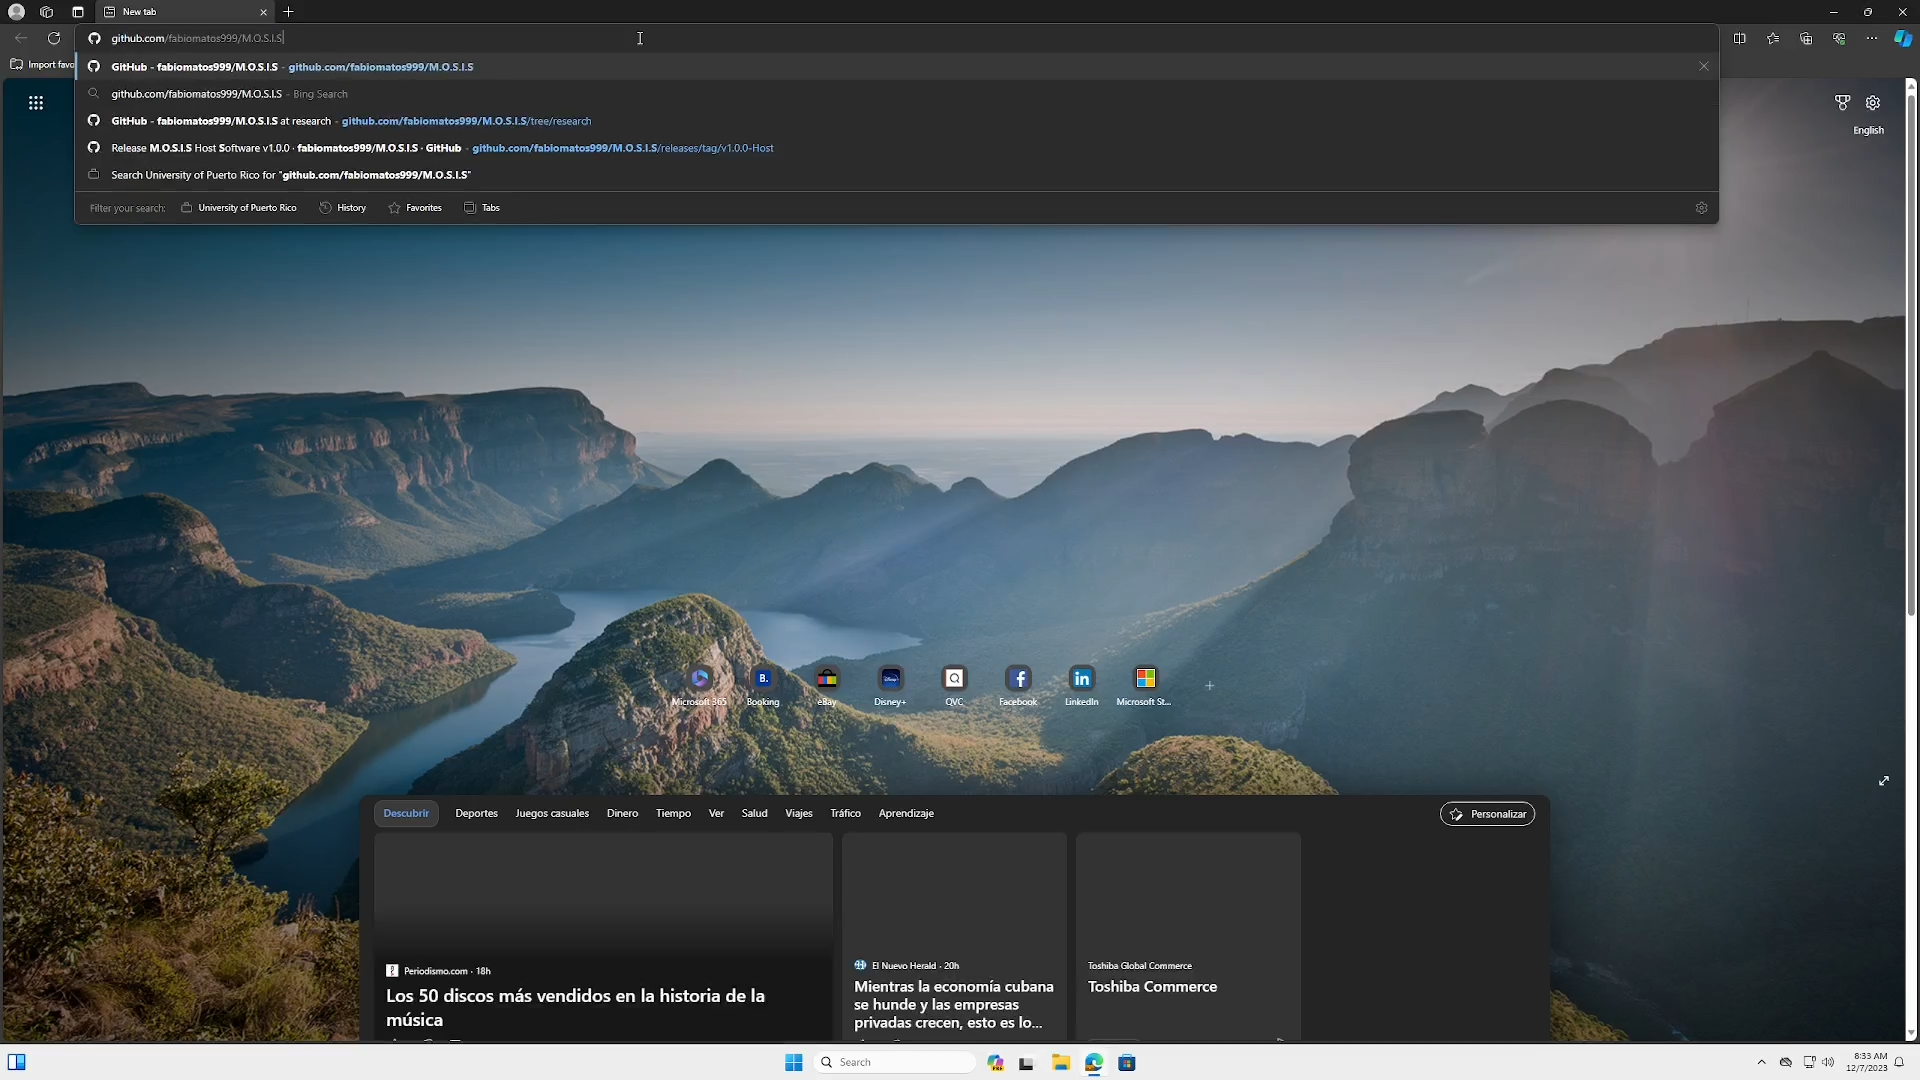 New tab
github.com/fabiomatos999/M.O.S.I.S
Import favo
GitHub - fabiomatos999/M.O.S.I.S - github.com/fabiomatos999/M.O.S.I.S
github.com/fabiomatos999/M.O.S.I.S - Bing Search
GitHub - fabiomatos999/M.O.S.I.S at research - github.com/fabiomatos999/M.O.S.I.S/tree/research
Release M.O.S.I.S Host Software v1.0.0 · fabiomatos999/M.O.S.I.S · GitHub - github.com/fabiomatos999/M.O.S.I.S/releases/tag/v1.0.0-Host
Search University of Puerto Rico for "github.com/fabiomatos999/M.O.S.I.S"
Filter your search: University of Puerto Rico History Favorites Tabs
English
Microsoft 365 Booking eBay Disney+ QVC Facebook LinkedIn Microsoft St...
Descubrir Deportes Juegos casuales Dinero Tiempo Ver Salud Viajes Tráfico Aprendizaje Personalizar
Periodismo.com · 18h
Los 50 discos más vendidos en la historia de la
música
El Nuevo Herald · 20h
Mientras la economía cubana
se hunde y las empresas
privadas crecen, esto es lo...
Toshiba Global Commerce
Toshiba Commerce
Search
8:33 AM
12/7/2023